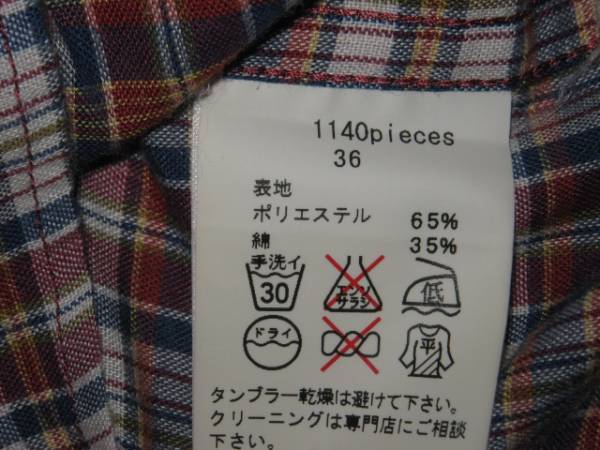 1140pieces
36
表地
ポリエステル 65%
綿 35%
手洗イ
30 エンソ サラシ 低
ドライ 平
タンブラー乾燥は避けて下さい。
クリーニングは専門店にご相談
下さい。